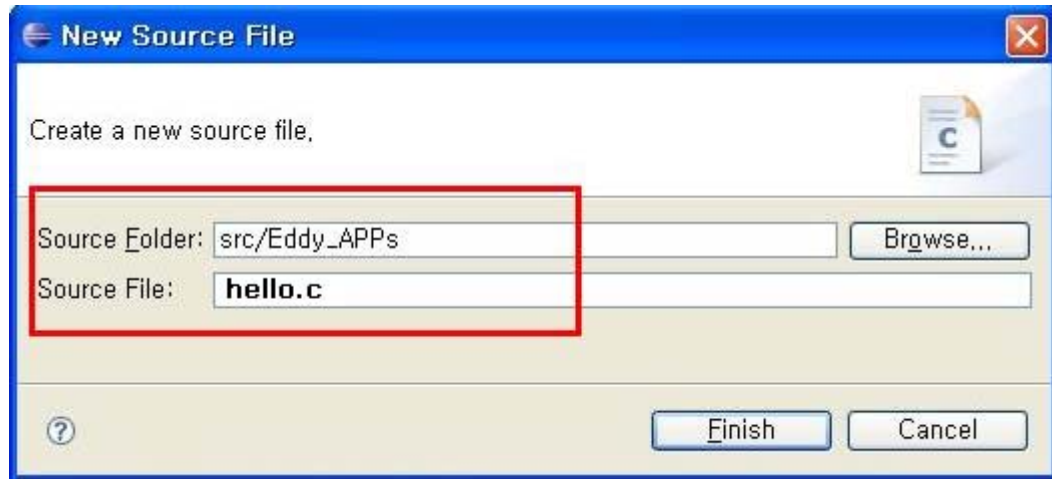 New Source File
Create a new source file,
Source Folder: src/Eddy_APPs Browse...
Source File: hello.c
? Finish Cancel